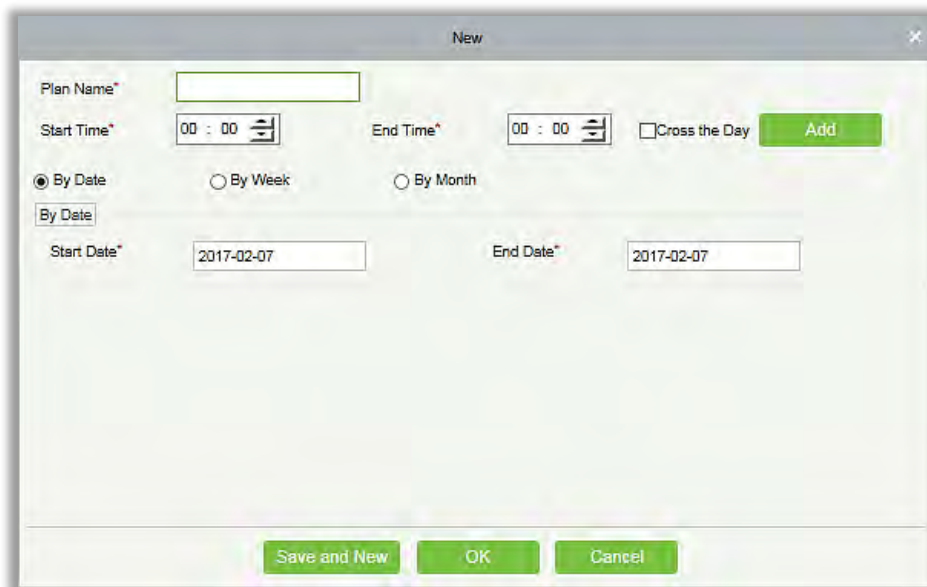 New
Plan Name*
Start Time* 00 : 00 End Time* 00 : 00 Cross the Day Add
By Date By Week By Month
By Date
Start Date* 2017-02-07 End Date* 2017-02-07
Save and New OK Cancel